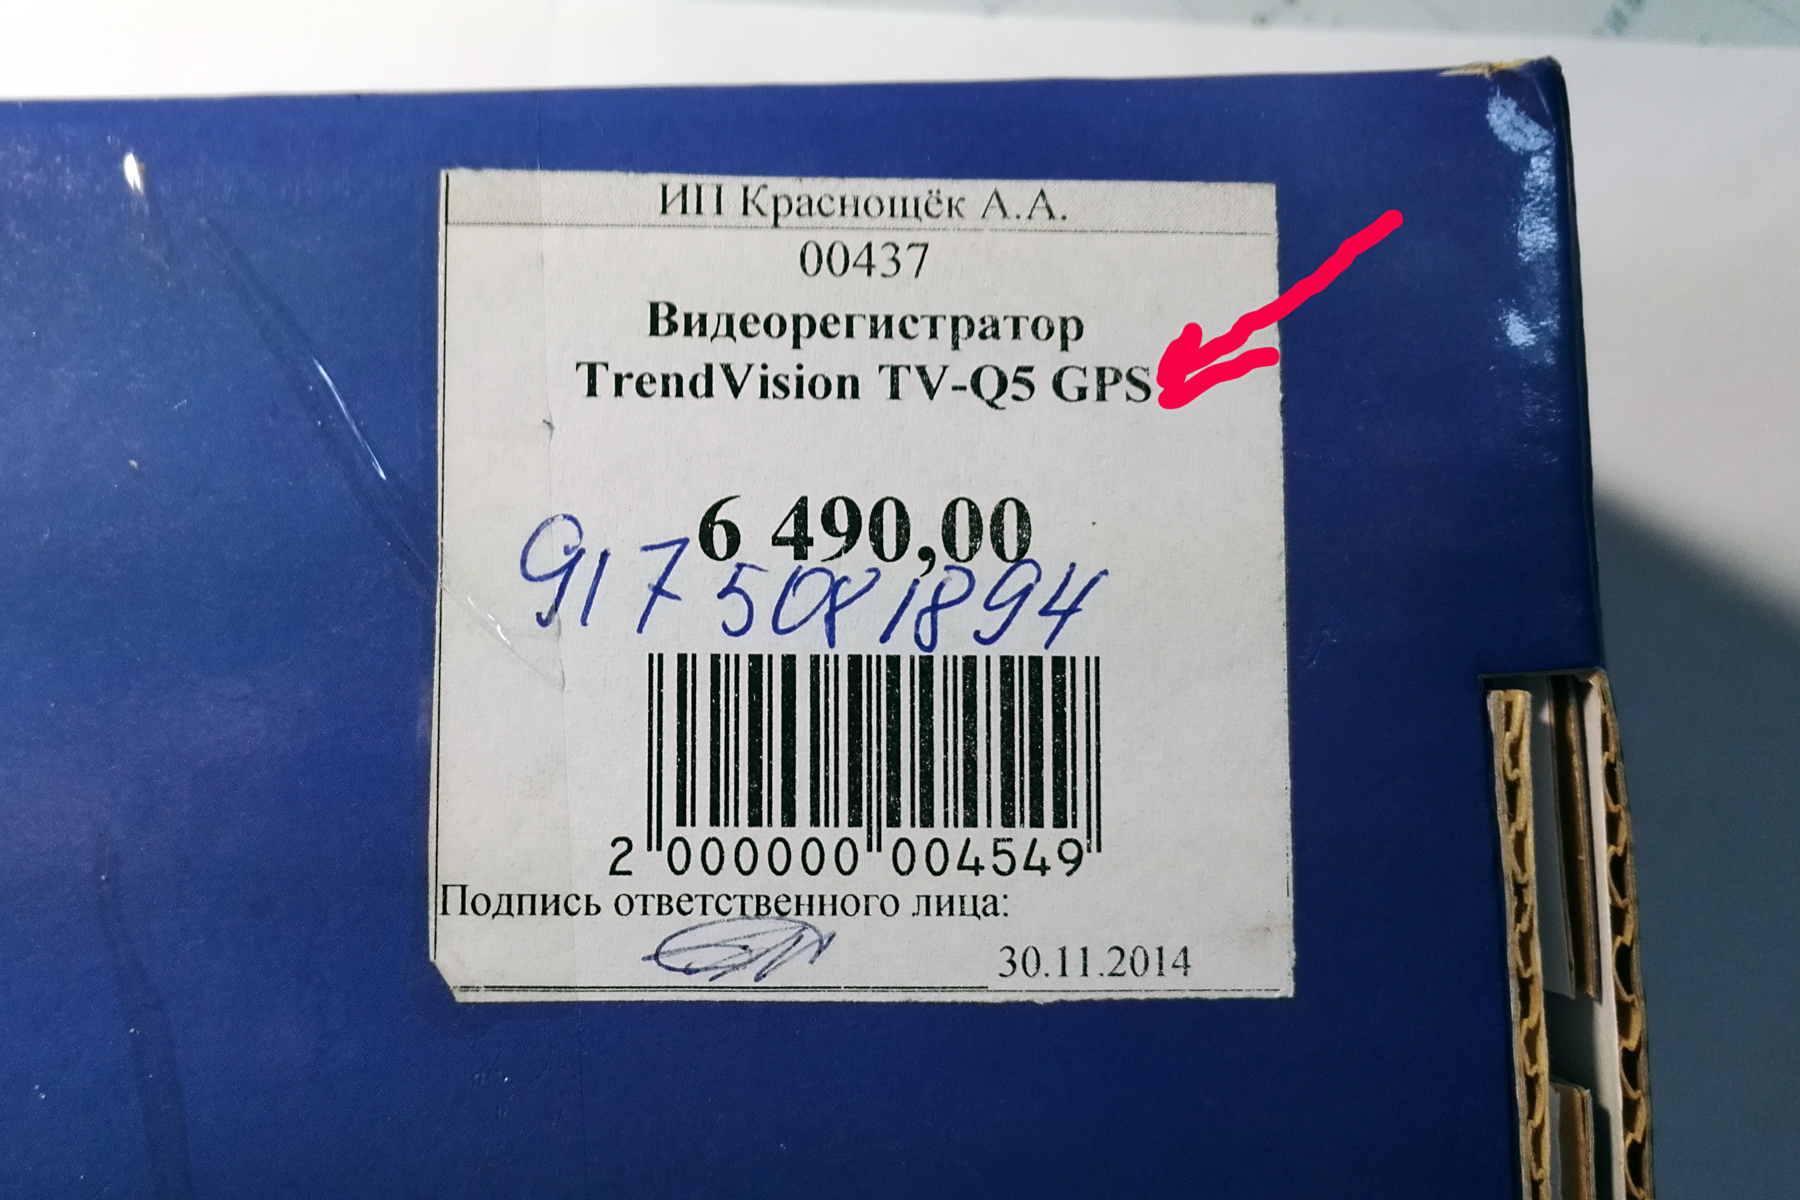 ИП Краснощёк А.А.
00437
Видеорегистратор
TrendVision TV-Q5 GPS
6 490,00
9175081894
2 000000 004549
Подпись ответственного лица:
30.11.2014